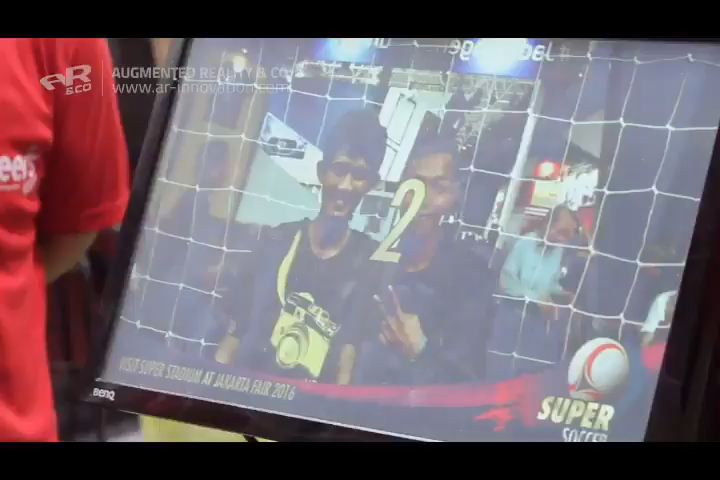 eR
&CO
AUGMENTED REALITY & CO
www.ar-innovation.com
2
VISIT SUPER STADIUM AT JAKARTA FAIR 2016
BenQ
SUPER
SOCCER